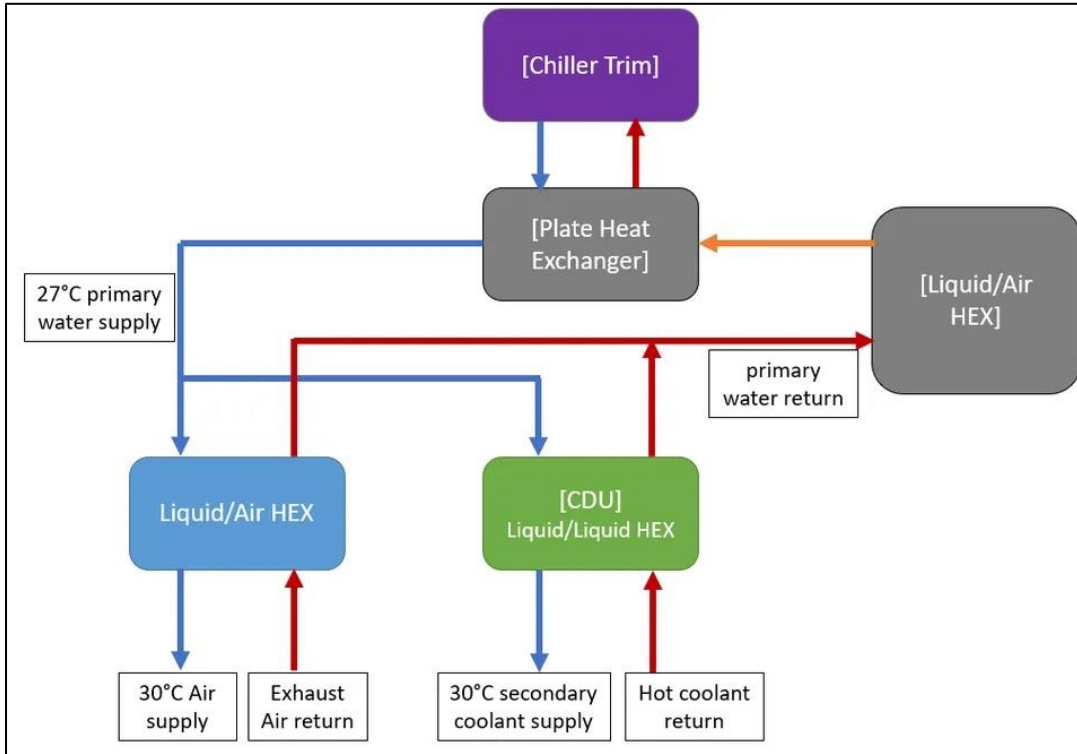 [Chiller Trim]
[Plate Heat
Exchanger]
[Liquid/Air
HEX]
27°C primary
water supply
primary
water return
Liquid/Air HEX
[CDU]
Liquid/Liquid HEX
30°C Air
supply
Exhaust
Air return
30°C secondary
coolant supply
Hot coolant
return